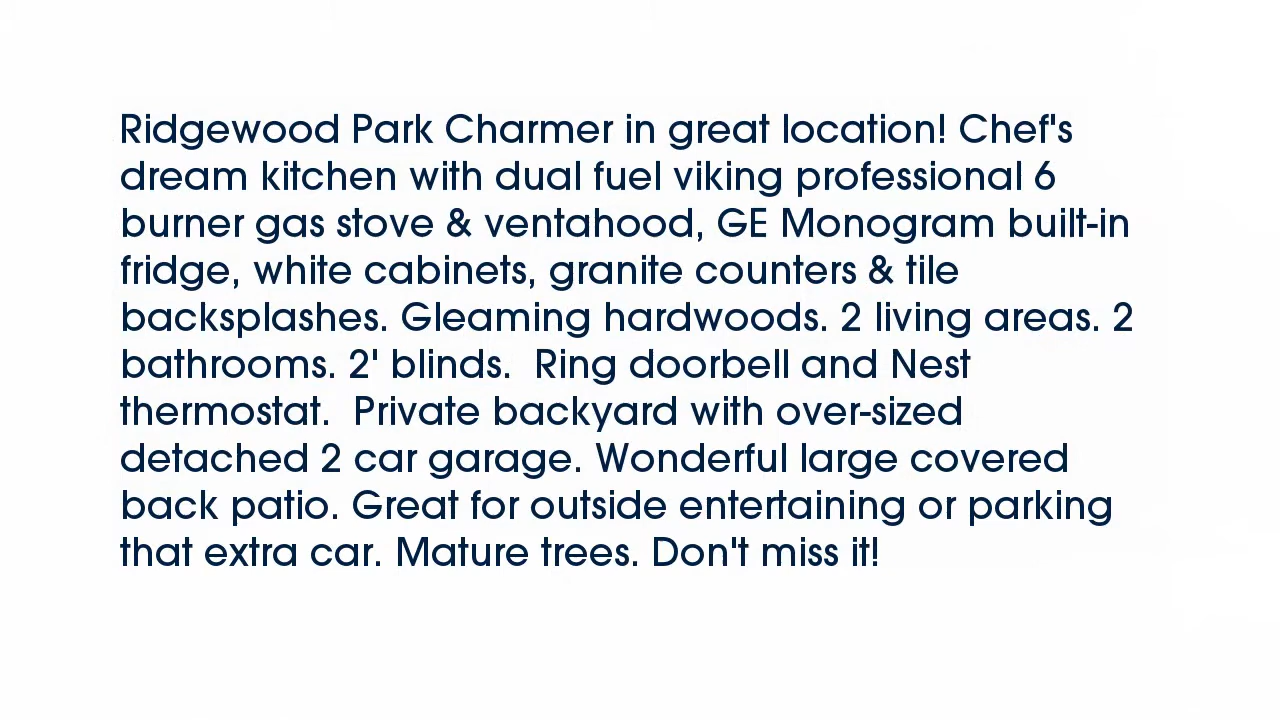 Ridgewood Park Charmer in great location! Chef's
dream kitchen with dual fuel viking professional 6
burner gas stove & ventahood, GE Monogram built-in
fridge, white cabinets, granite counters & tile
backsplashes. Gleaming hardwoods. 2 living areas. 2
bathrooms. 2' blinds.  Ring doorbell and Nest
thermostat.  Private backyard with over-sized
detached 2 car garage. Wonderful large covered
back patio. Great for outside entertaining or parking
that extra car. Mature trees. Don't miss it!